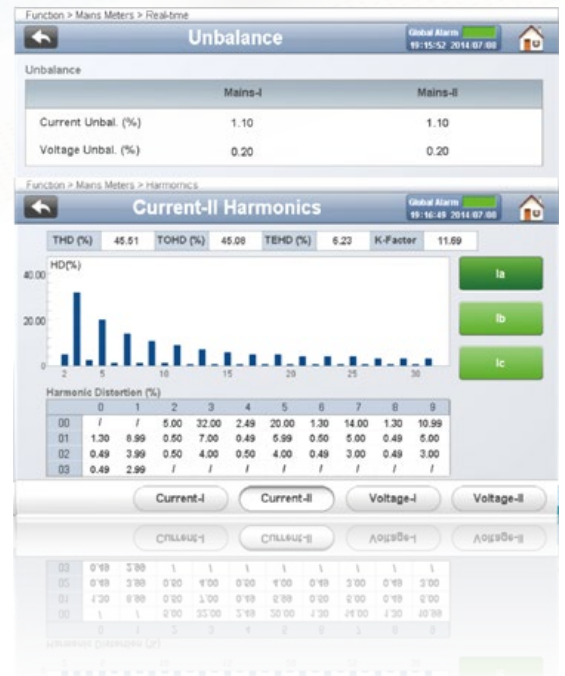 Function > Mains Meters > Real-time
Unbalance
Global Alarm
19:15:52 2014/07/08
Unbalance
Mains-I Mains-II
Current Unbal. (%) 1.10 1.10
Voltage Unbal. (%) 0.20 0.20
Function > Mains Meters > Harmornics
Current-II Harmonics
Global Alarm
19:16:49 2014/07/08
THD (%) 45.51 TOHD (%) 45.08 TEHD (%) 6.23 K-Factor 11.69
HD(%)
40.00
20.00
0
2 5 10 15 20 25 30
Ia
Ib
Ic
Harmonic Distortion (%)
0 1 2 3 4 5 6 7 8 9
00 / / 5.00 32.00 2.49 20.00 1.30 14.00 1.30 10.99
01 1.30 8.99 0.50 7.00 0.49 5.99 0.50 5.00 0.49 5.00
02 0.49 3.99 0.50 4.00 0.50 4.00 0.49 3.00 0.49 3.00
03 0.49 2.99 / / / / / / / /
Current-I Current-II Voltage-I Voltage-II